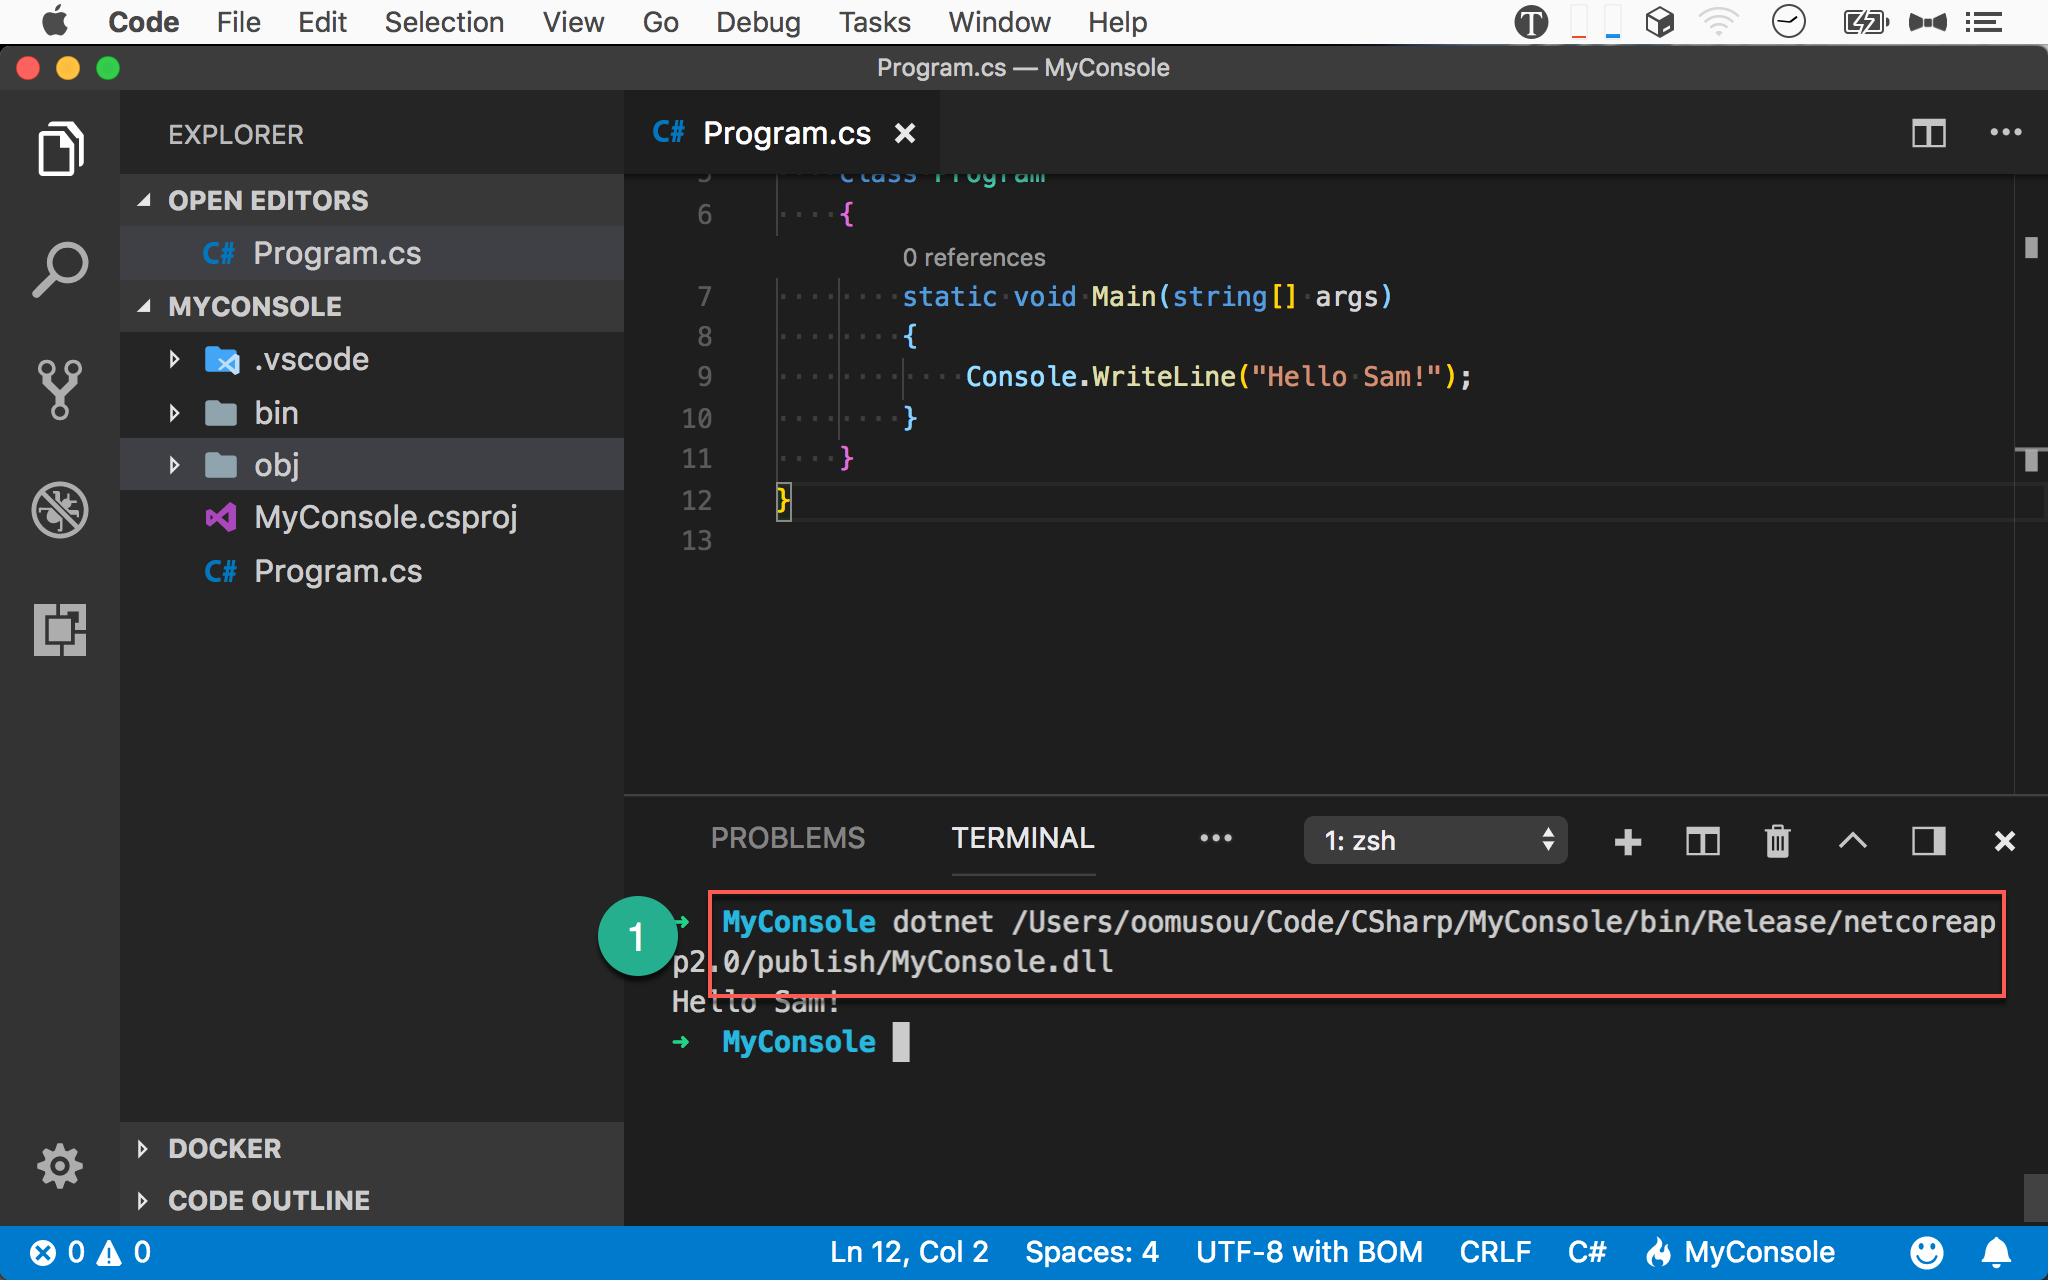 Code File Edit Selection View Go Debug Tasks Window Help
Program.cs — MyConsole
EXPLORER
OPEN EDITORS
C# Program.cs
MYCONSOLE
.vscode
bin
obj
MyConsole.csproj
C# Program.cs
DOCKER
CODE OUTLINE
C# Program.cs
5 class Program
6 {
0 references
7 static void Main(string[] args)
8 {
9 Console.WriteLine("Hello Sam!");
10 }
11 }
12 }
13
PROBLEMS TERMINAL 1: zsh
1
➜ MyConsole dotnet /Users/oomusou/Code/CSharp/MyConsole/bin/Release/netcoreap
p2.0/publish/MyConsole.dll
Hello Sam!
➜ MyConsole
0 0 Ln 12, Col 2 Spaces: 4 UTF-8 with BOM CRLF C# MyConsole